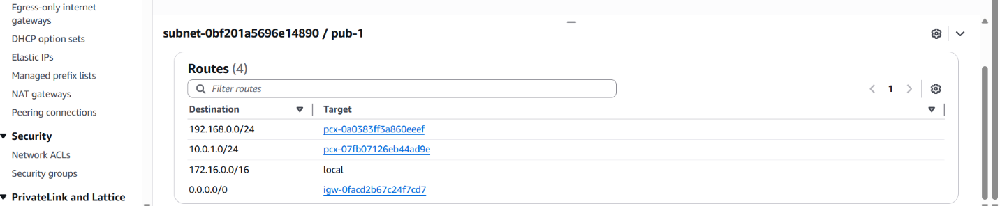 Egress-only internet
gateways
DHCP option sets
Elastic IPs
Managed prefix lists
NAT gateways
Peering connections
Security
Network ACLs
Security groups
PrivateLink and Lattice
subnet-0bf201a5696e14890 / pub-1
Routes (4)
Filter routes
1
Destination Target
192.168.0.0/24 pcx-0a0383ff3a860eeef
10.0.1.0/24 pcx-07fb07126eb44ad9e
172.16.0.0/16 local
0.0.0.0/0 igw-0facd2b67c24f7cd7